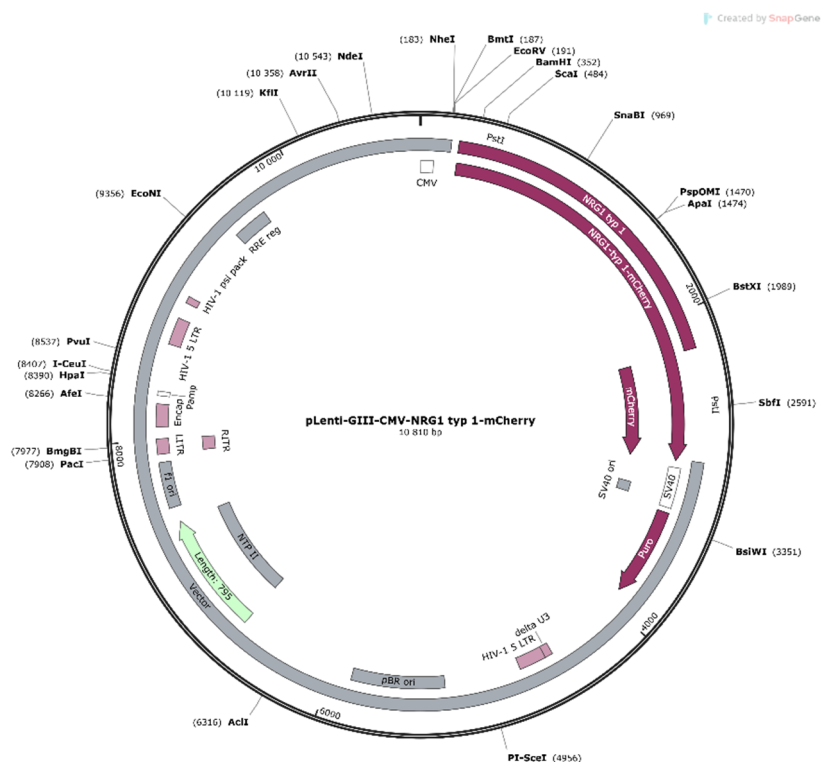 Created by SnapGene
(183) NheI
BmtI (187)
EcoRV (191)
BamHI (352)
ScaI (484)
(10 543) NdeI
(10 358) AvrII
(10 119) KflI
SnaBI (969)
PstI
10 000
CMV
NRG1 typ 1
NRG1-typ 1-mCherry
PspOMI (1470)
ApaI (1474)
(9356) EcoNI
RRE reg
HIV-1 psi pack
2000
BstXI (1989)
HIV-1 5 LTR
(8537) PvuI
(8407) I-CeuI
(8390) HpaI
(8266) AfeI
Pamp
Encap
mCherry
PstI
SbfI (2591)
pLenti-GIII-CMV-NRG1 typ 1-mCherry
10 810 bp
LITR
RITR
(7977) BmgBI
(7908) PacI
8000
f1 ori
SV40 ori
SV40
NTP II
Puro
BsiWI (3351)
Length: 795
Vector
4000
delta U3
HIV-1 5 LTR
pBR ori
6000
(6316) AclI
PI-SceI (4956)